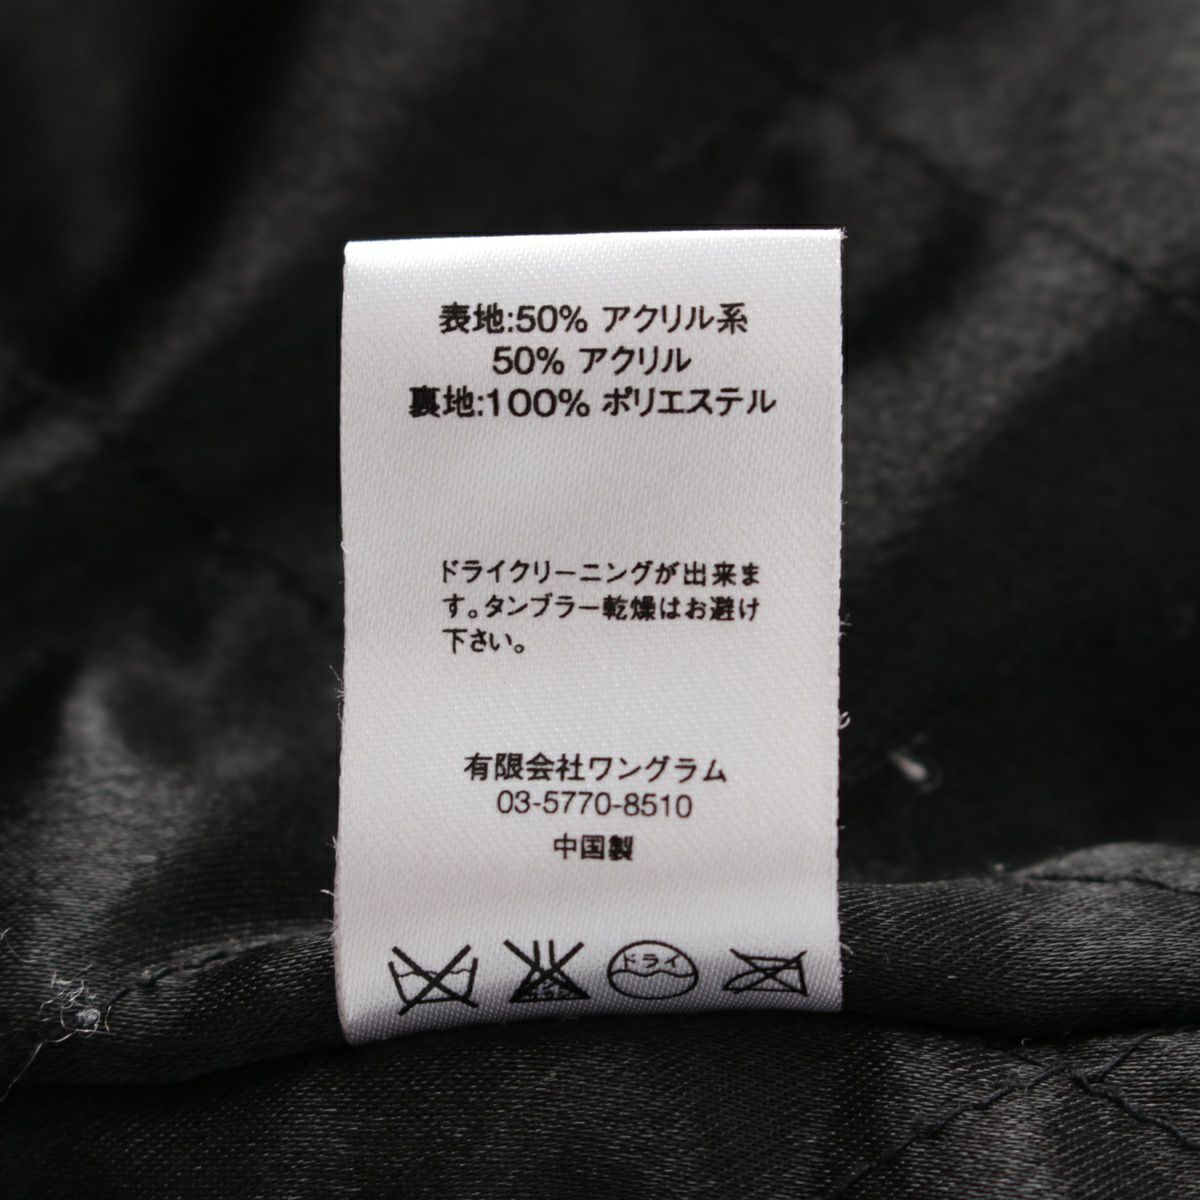 表地:50% アクリル系
50% アクリル
裏地:100% ポリエステル
ドライクリーニングが出来ま
す。タンブラー乾燥はお避け
下さい。
有限会社ワングラム
03-5770-8510
中国製
ドライ